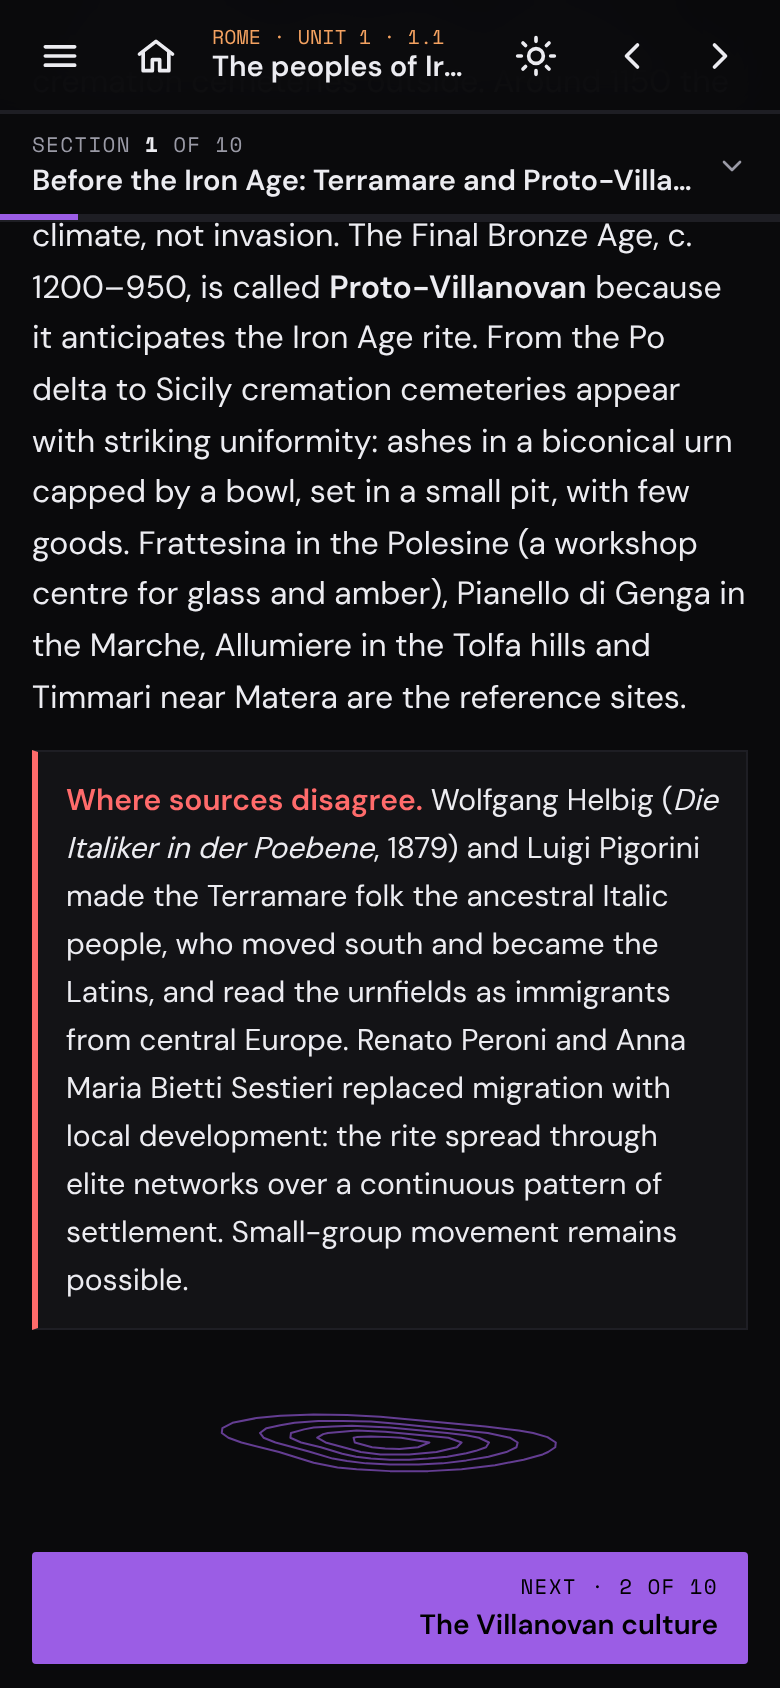 ROME · UNIT 1 · 1.1
The peoples of Ir...
cremation cemeteries outside. Around 1150 the
SECTION 1 OF 10
Before the Iron Age: Terramare and Proto-Villa...
climate, not invasion. The Final Bronze Age, c.
1200–950, is called Proto-Villanovan because
it anticipates the Iron Age rite. From the Po
delta to Sicily cremation cemeteries appear
with striking uniformity: ashes in a biconical urn
capped by a bowl, set in a small pit, with few
goods. Frattesina in the Polesine (a workshop
centre for glass and amber), Pianello di Genga in
the Marche, Allumiere in the Tolfa hills and
Timmari near Matera are the reference sites.
Where sources disagree. Wolfgang Helbig (Die
Italiker in der Poebene, 1879) and Luigi Pigorini
made the Terramare folk the ancestral Italic
people, who moved south and became the
Latins, and read the urnfields as immigrants
from central Europe. Renato Peroni and Anna
Maria Bietti Sestieri replaced migration with
local development: the rite spread through
elite networks over a continuous pattern of
settlement. Small-group movement remains
possible.
NEXT · 2 OF 10
The Villanovan culture